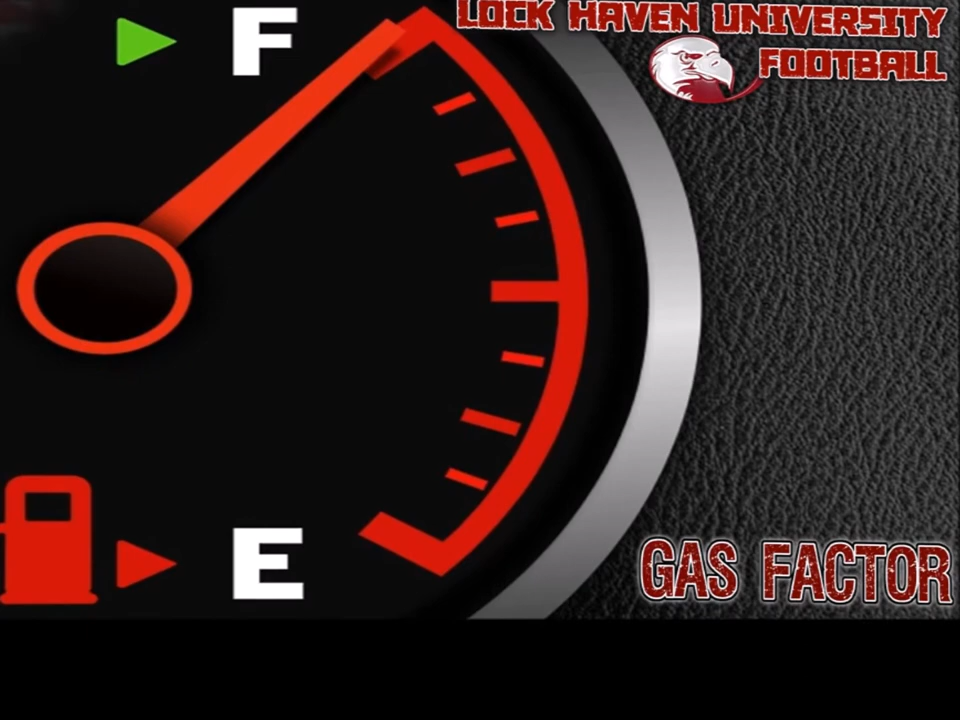 LOCK HAVEN UNIVERSITY
FOOTBALL
F
E
GAS FACTOR